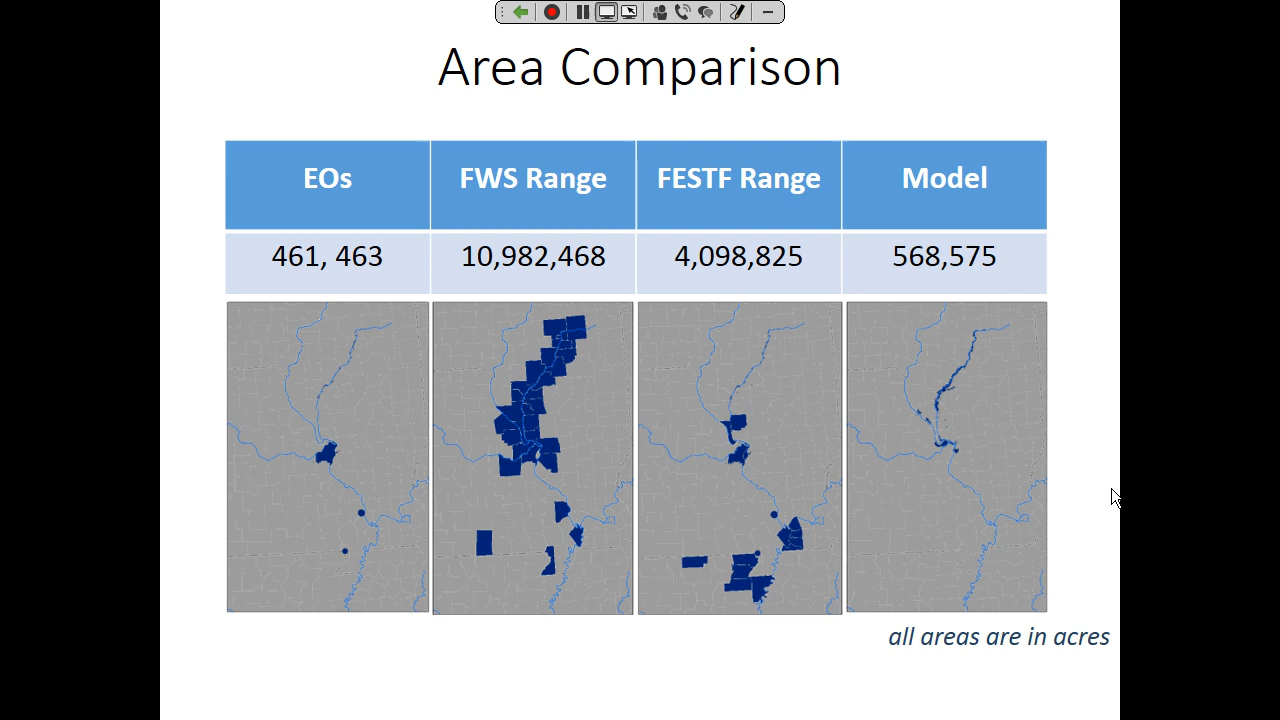 Area Comparison
EOs FWS Range FESTF Range Model
461, 463 10,982,468 4,098,825 568,575
all areas are in acres